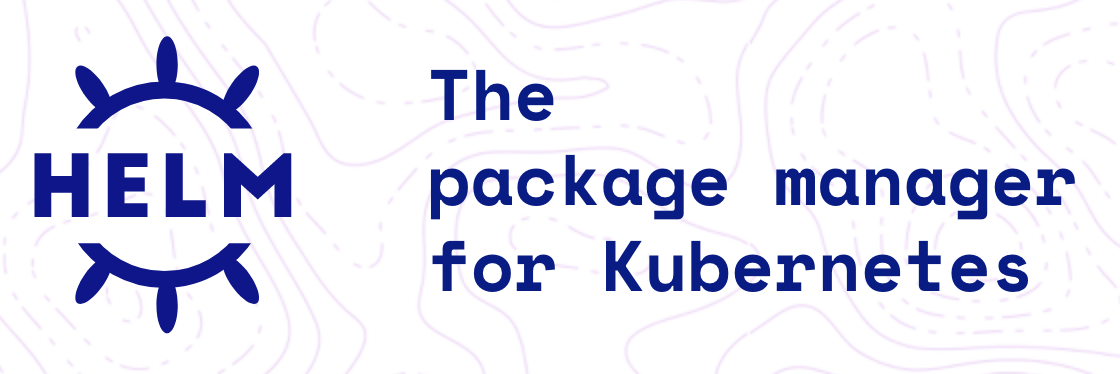 HELM
The
package manager
for Kubernetes